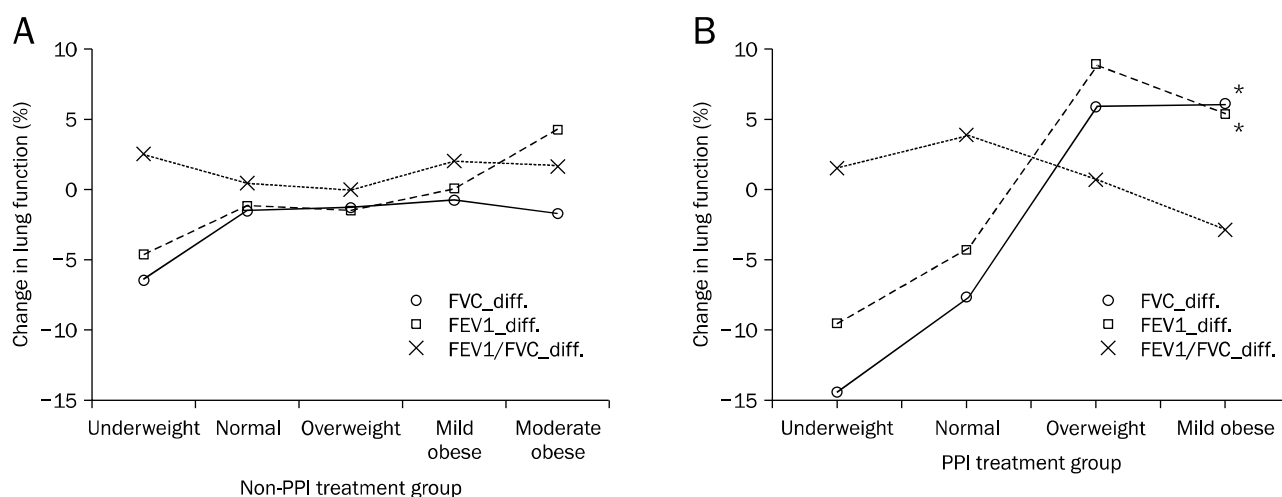 A
10
5
0
−5
−10
−15
Change in lung function (%)
FVC_diff.
FEV1_diff.
FEV1/FVC_diff.
Underweight
Normal
Overweight
Mild
obese
Moderate
obese
Non-PPI treatment group
B
10
5
0
−5
−10
−15
Change in lung function (%)
*
*
FVC_diff.
FEV1_diff.
FEV1/FVC_diff.
Underweight
Normal
Overweight
Mild obese
PPI treatment group